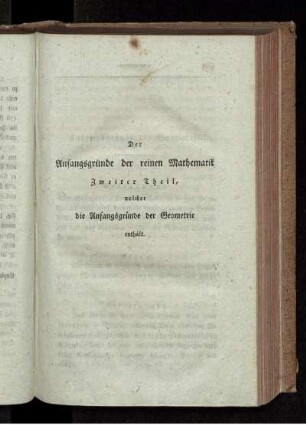 Der
Anfangsgründe der reinen Mathematik
Zweiter Theil,
welcher
die Anfangsgründe der Geometrie
enthält.